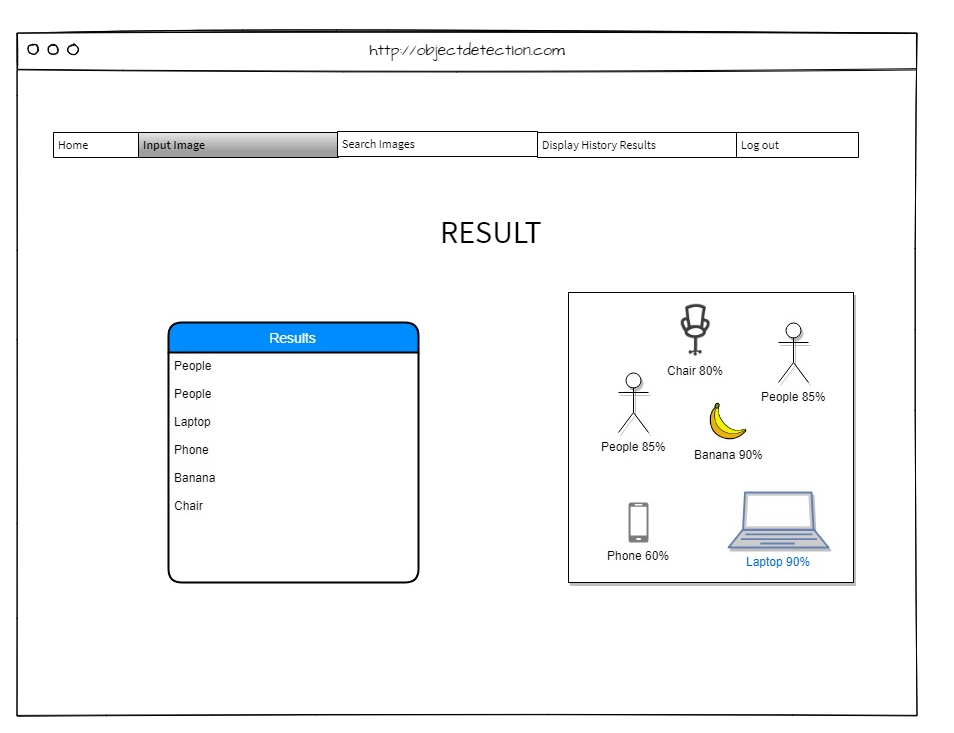 http://objectdetection.com
Home Input Image Search Images Display History Results Log out
RESULT
Results
People
People
Laptop
Phone
Banana
Chair
Chair 80%
People 85%
People 85%
Banana 90%
Phone 60%
Laptop 90%